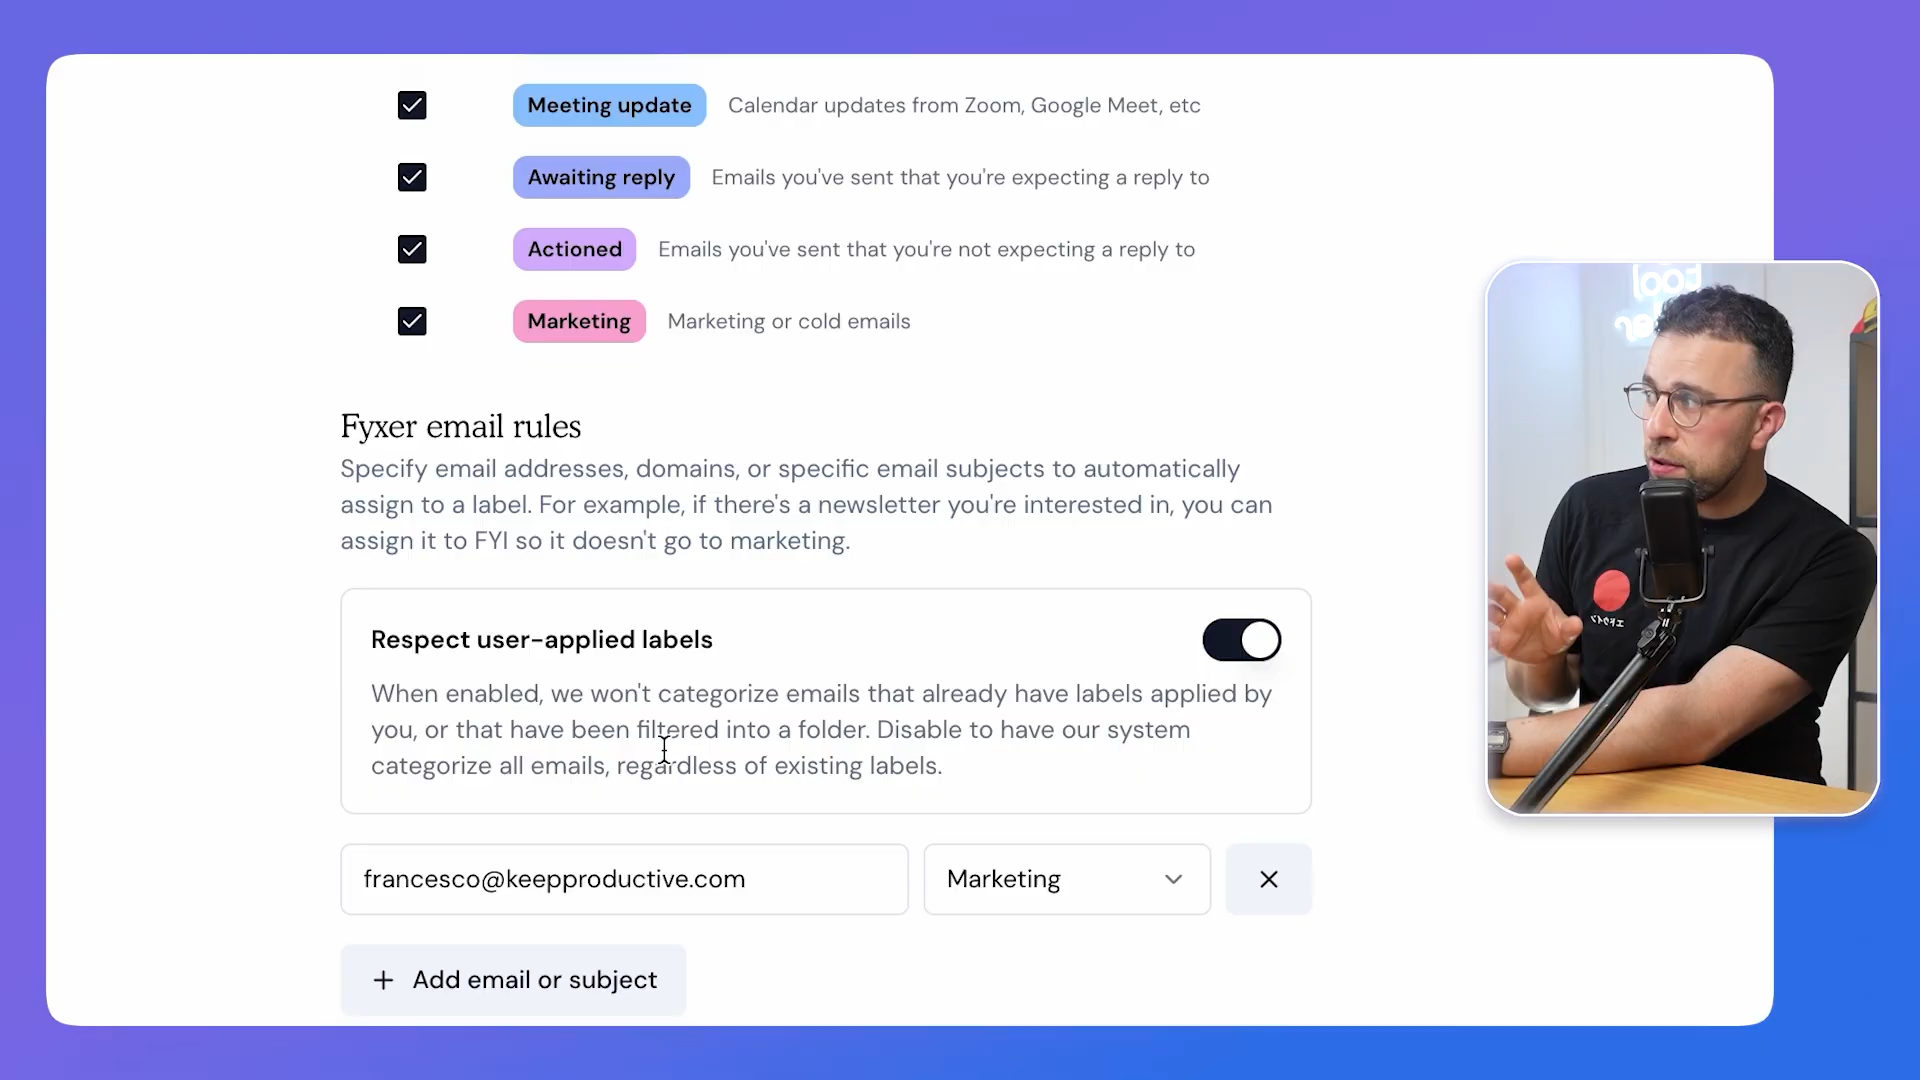 Meeting update Calendar updates from Zoom, Google Meet, etc
Awaiting reply Emails you've sent that you're expecting a reply to
Actioned Emails you've sent that you're not expecting a reply to
Marketing Marketing or cold emails
Fyxer email rules
Specify email addresses, domains, or specific email subjects to automatically
assign to a label. For example, if there's a newsletter you're interested in, you can
assign it to FYI so it doesn't go to marketing.
Respect user-applied labels
When enabled, we won't categorize emails that already have labels applied by
you, or that have been filtered into a folder. Disable to have our system
categorize all emails, regardless of existing labels.
francesco@keepproductive.com Marketing
+ Add email or subject